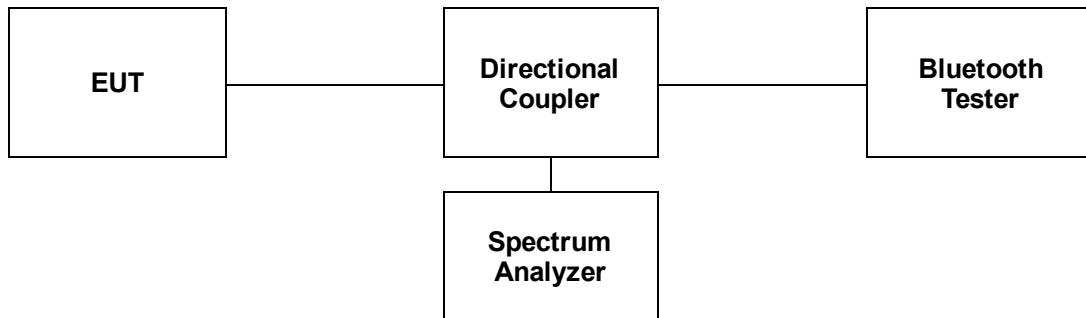 EUT
Directional
Coupler
Bluetooth
Tester
Spectrum
Analyzer